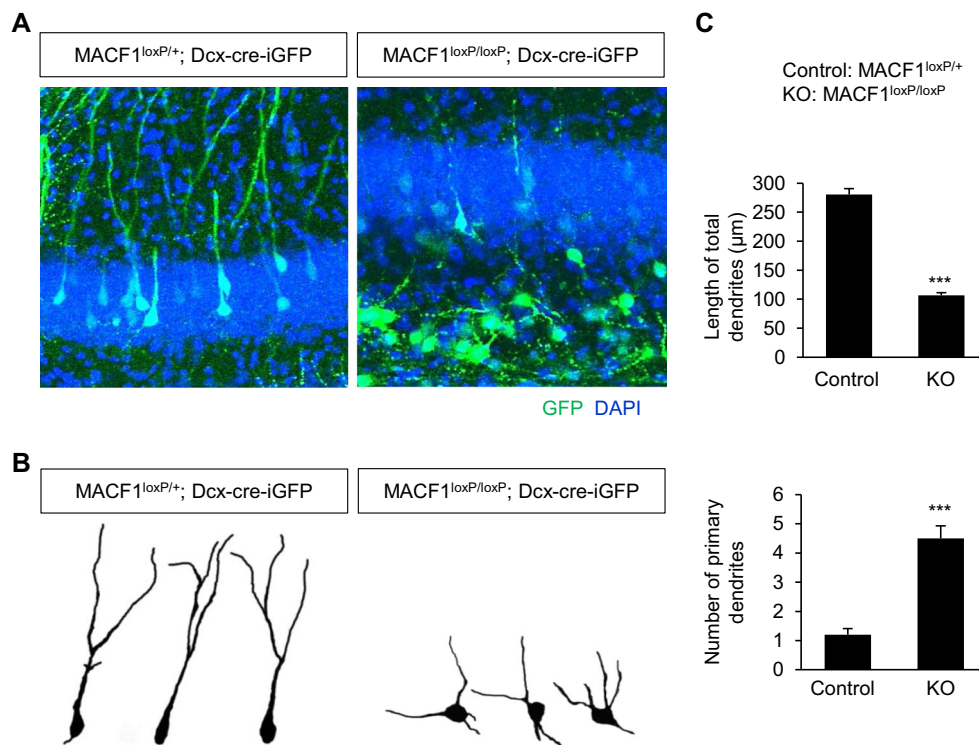 A
MACF1loxP/+; Dcx-cre-iGFP
MACF1loxP/loxP; Dcx-cre-iGFP
GFP DAPI
B
MACF1loxP/+; Dcx-cre-iGFP
MACF1loxP/loxP; Dcx-cre-iGFP
C
Control: MACF1loxP/+
KO: MACF1loxP/loxP
Length of total
dendrites (µm)
300
250
200
150
100
50
0
***
Control KO
Number of primary
dendrites
6
5
4
3
2
1
0
***
Control KO